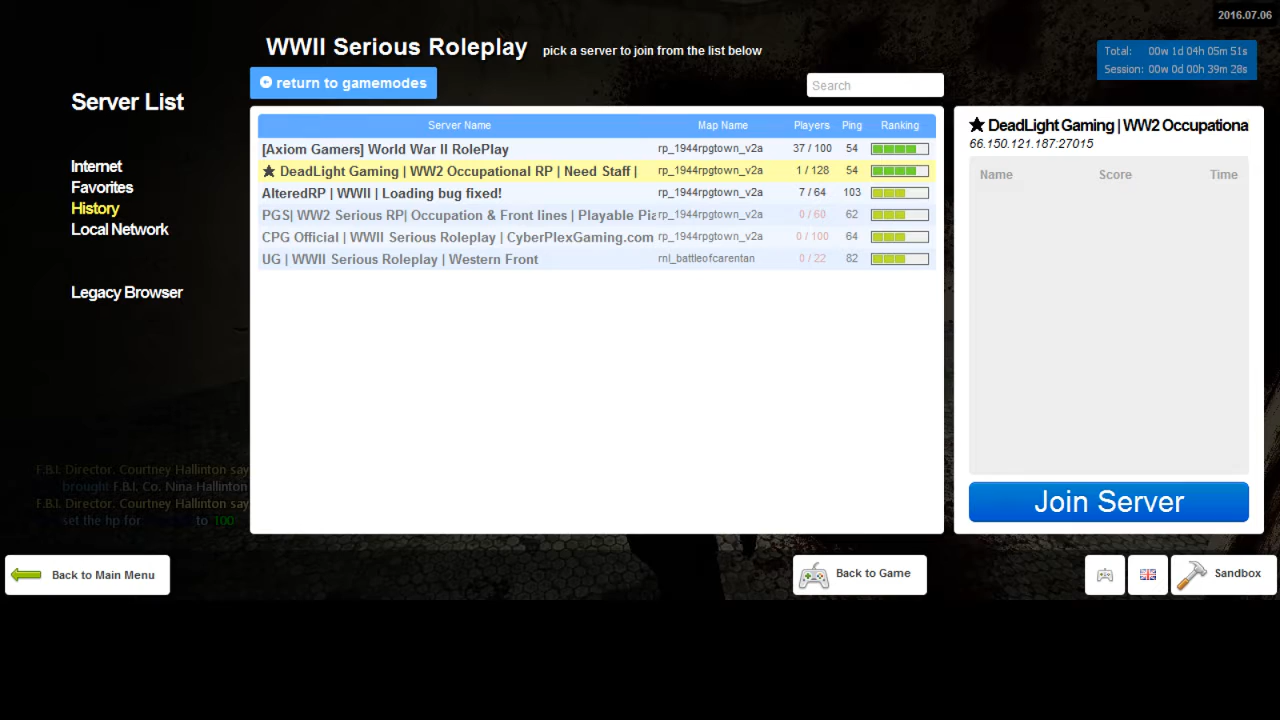 2016.07.06
WWII Serious Roleplay pick a server to join from the list below
Total: 00w 1d 04h 05m 51s
Session: 00w 0d 00h 39m 28s
return to gamemodes
Search
Server List
Internet
Favorites
History
Local Network
Legacy Browser
Server Name Map Name Players Ping Ranking
[Axiom Gamers] World War II RolePlay rp_1944rpgtown_v2a 37 / 100 54
★ DeadLight Gaming | WW2 Occupational RP | Need Staff | rp_1944rpgtown_v2a 1 / 128 54
AlteredRP | WWII | Loading bug fixed! rp_1944rpgtown_v2a 7 / 64 103
PGS| WW2 Serious RP| Occupation & Front lines | Playable Pia rp_1944rpgtown_v2a 0 / 60 62
CPG Official | WWII Serious Roleplay | CyberPlexGaming.com rp_1944rpgtown_v2a 0 / 100 64
UG | WWII Serious Roleplay | Western Front rnl_battleofcarentan 0 / 22 82
★ DeadLight Gaming | WW2 Occupationa
66.150.121.187:27015
Name Score Time
Join Server
F.B.I. Director. Courtney Hallinton say
brought F.B.I. Co. Nina Hallinton
F.B.I. Director. Courtney Hallinton say
set the hp for to 100
Back to Main Menu
Back to Game
Sandbox